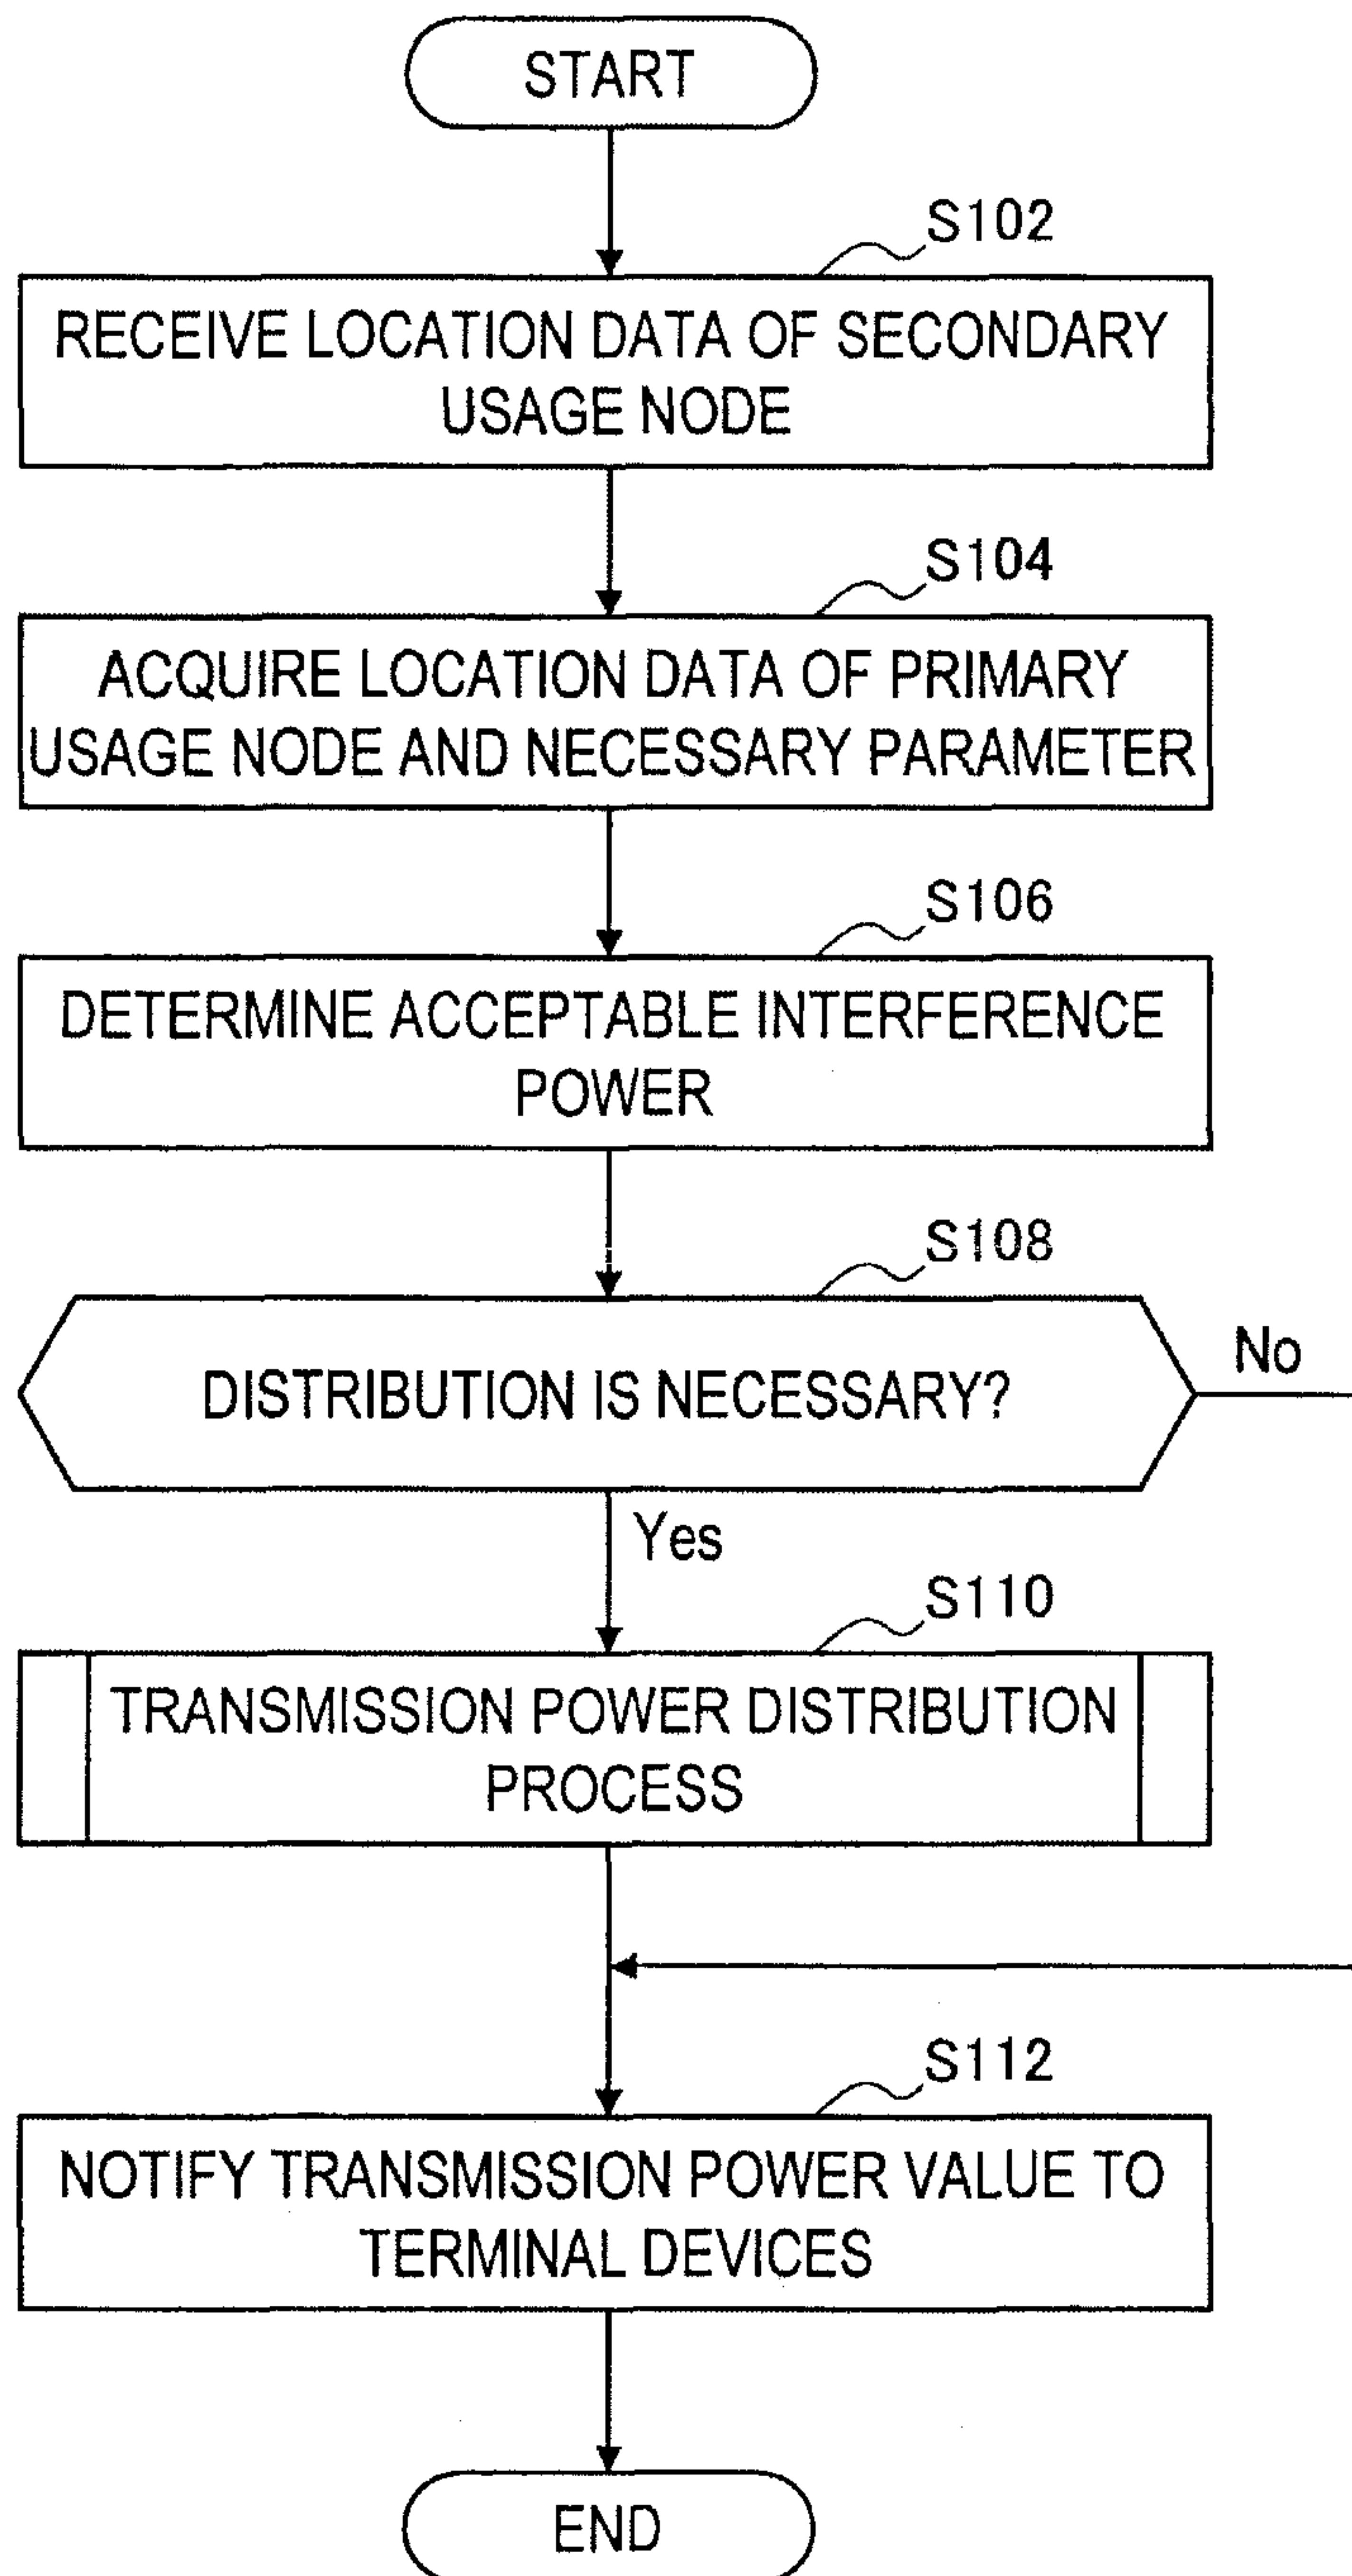 START
S102
RECEIVE LOCATION DATA OF SECONDARY
USAGE NODE
S104
ACQUIRE LOCATION DATA OF PRIMARY
USAGE NODE AND NECESSARY PARAMETER
S106
DETERMINE ACCEPTABLE INTERFERENCE
POWER
S108
DISTRIBUTION IS NECESSARY?
No
Yes
S110
TRANSMISSION POWER DISTRIBUTION
PROCESS
S112
NOTIFY TRANSMISSION POWER VALUE TO
TERMINAL DEVICES
END